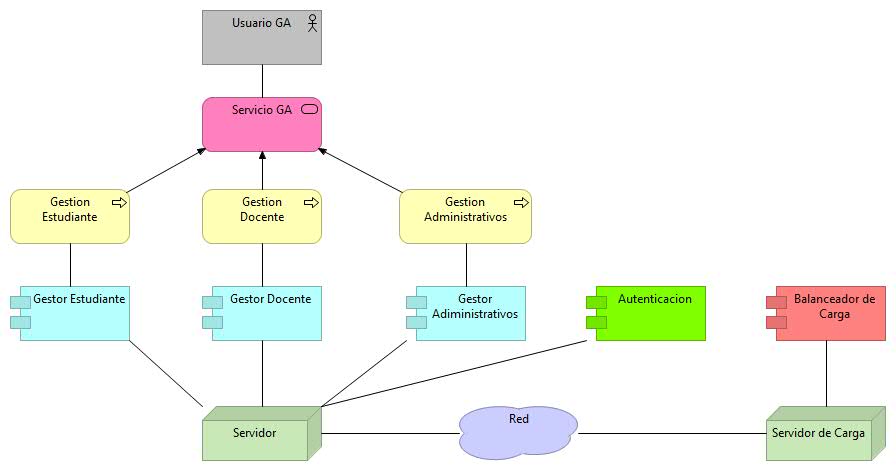 Usuario GA
Servicio GA
Gestion
Estudiante
Gestion
Docente
Gestion
Administrativos
Gestor Estudiante
Gestor Docente
Gestor
Adiministrativos
Autenticacion
Balanceador de
Carga
Servidor
Red
Servidor de Carga